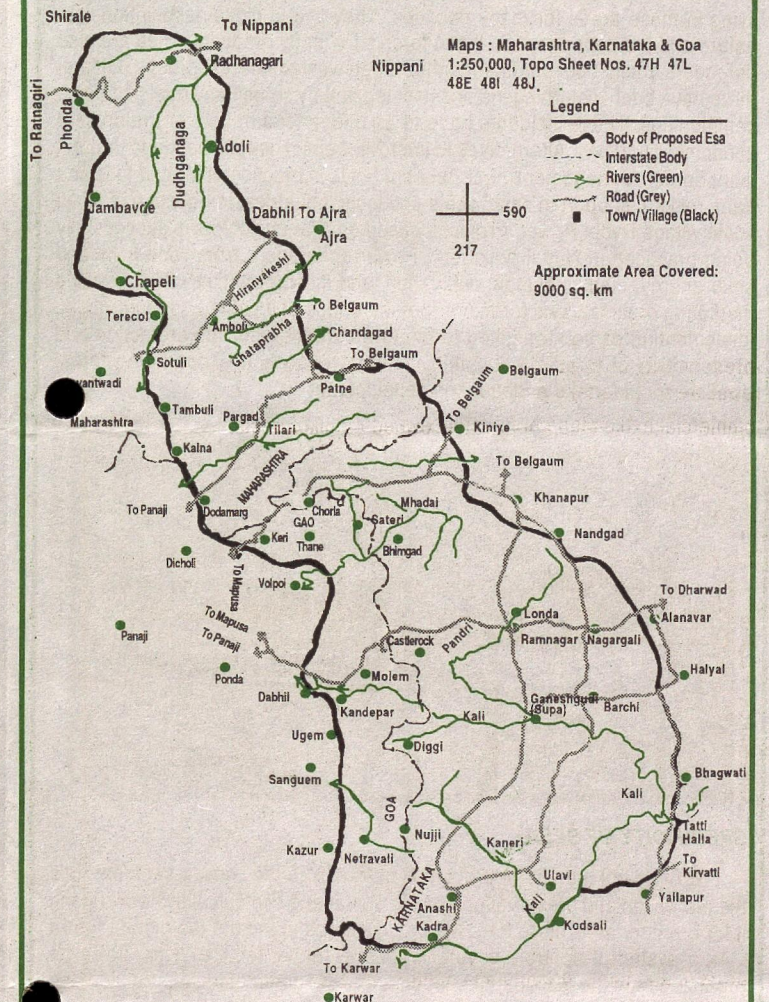 Shirale
To Nippani
Radhanagari
Nippani
Maps : Maharashtra, Karnataka & Goa
1:250,000, Topo Sheet Nos. 47H 47L
48E 48I 48J.
Legend
Body of Proposed Esa
Interstate Body
Rivers (Green)
Road (Grey)
Town/Village (Black)
590
217
Approximate Area Covered:
9000 sq. km
To Ratnagiri
Phonda
Dudhganaga
Adoli
Jambavde
Dabhil To Ajra
Ajra
Hiranyakeshi
Chapeli
Terecol
Amboli
To Belgaum
Ghataprabha
Chandagad
Sotuli
To Belgaum
Patne
Belgaum
To Belgaum
Maharashtra
Tambuli
Pargad
Tilari
Kiniye
Kalna
MAHARASHTRA
To Belgaum
Khanapur
To Panaji
Dodamarg
Chorla
GAO
Mhadai
Sateri
Keri
Thane
Bhimgad
Nandgad
Dicholi
To Mapusa
Volpoi
To Dharwad
Alanavar
Londa
To Mapusa
To Panaji
Panaji
Castlerock
Pandri
Ramnagar
Nagargali
Ponda
Molem
Halyal
Dabhil
Kandepar
Ganeshgudi
(Supa)
Barchi
Kali
Ugem
Diggi
Sanguem
Bhagwati
Kali
GOA
Nujji
Tatti
Halla
Kazur
Netravali
Kaneri
To
Kirvatti
Ulavi
KARNATAKA
Anashi
Kali
Yallapur
Kadra
Kodsali
To Karwar
Karwar